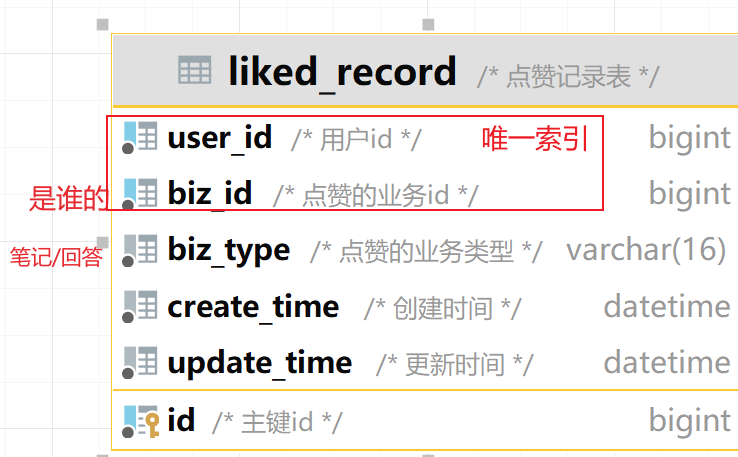 liked_record /* 点赞记录表 */
user_id /* 用户id */ 唯一索引 bigint
是谁的 biz_id /* 点赞的业务id */ bigint
笔记/回答 biz_type /* 点赞的业务类型 */ varchar(16)
create_time /* 创建时间 */ datetime
update_time /* 更新时间 */ datetime
id /* 主键id */ bigint